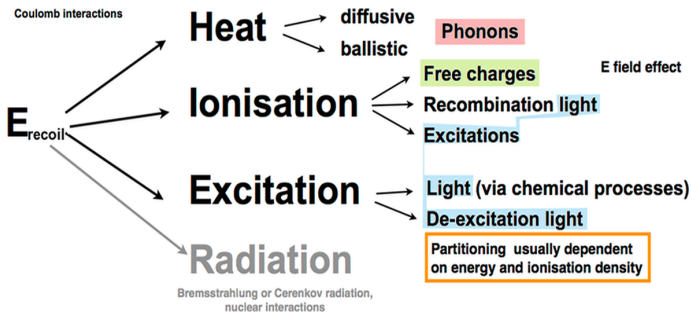 Coulomb interactions
Heat
diffusive
ballistic
Phonons
E recoil
Ionisation
Free charges
E field effect
Recombination light
Excitations
Excitation
Light (via chemical processes)
De-excitation light
Radiation
Bremsstrahlung or Cerenkov radiation,
nuclear interactions
Partitioning usually dependent
on energy and ionisation density